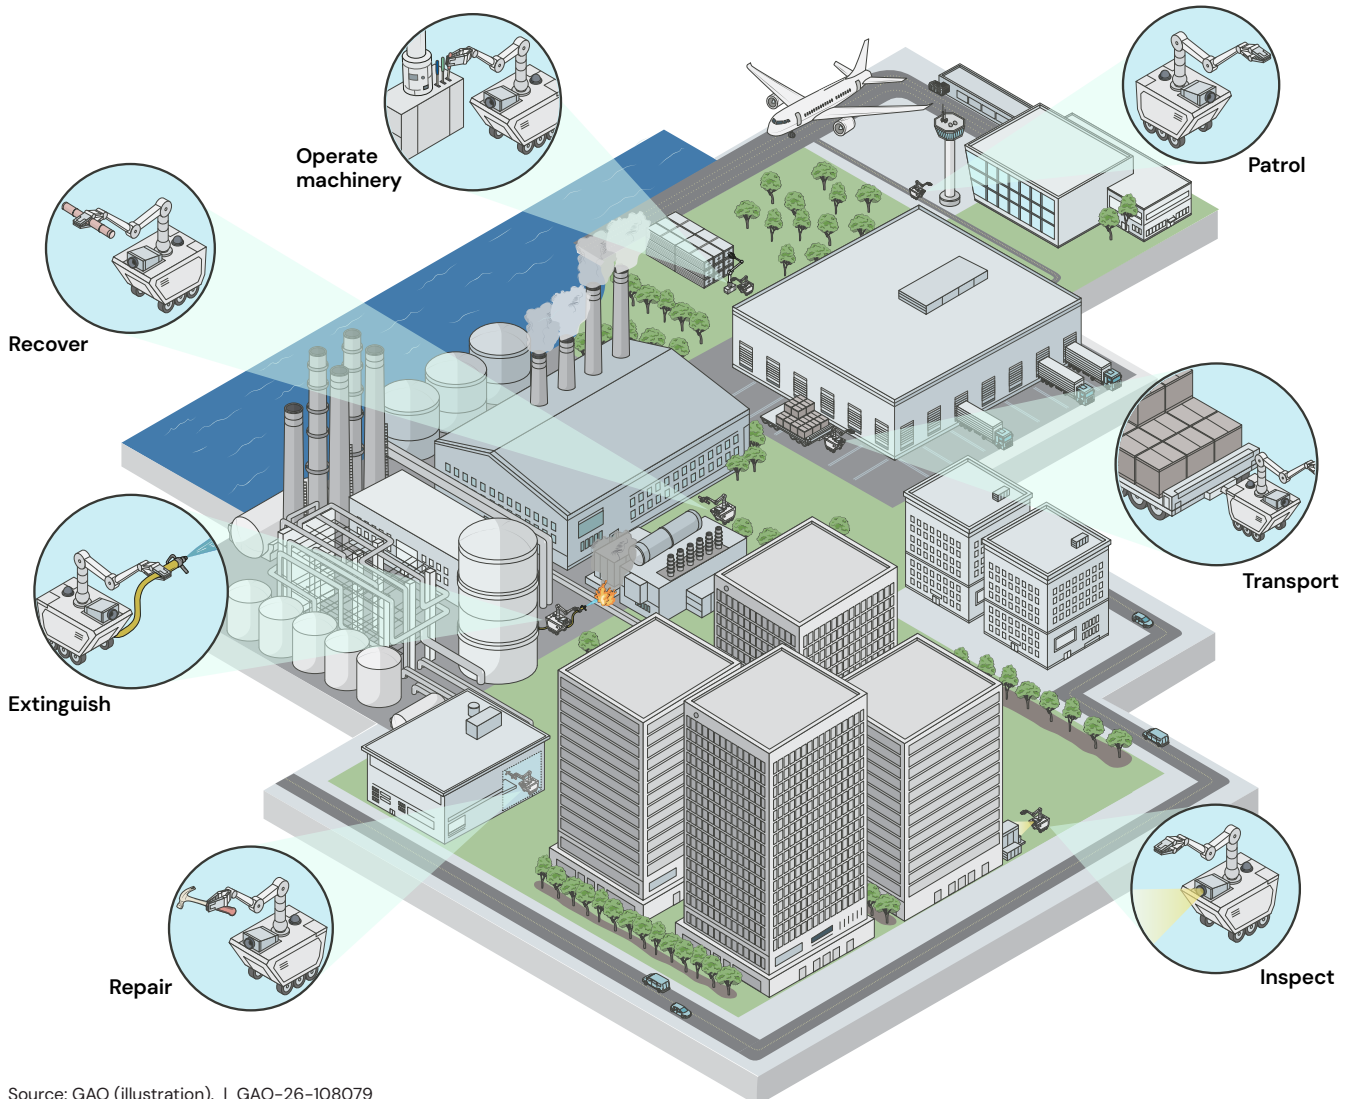 Operate
machinery
Patrol
Recover
Transport
Extinguish
Repair
Inspect
Source: GAO (illustration). | GAO-26-108079